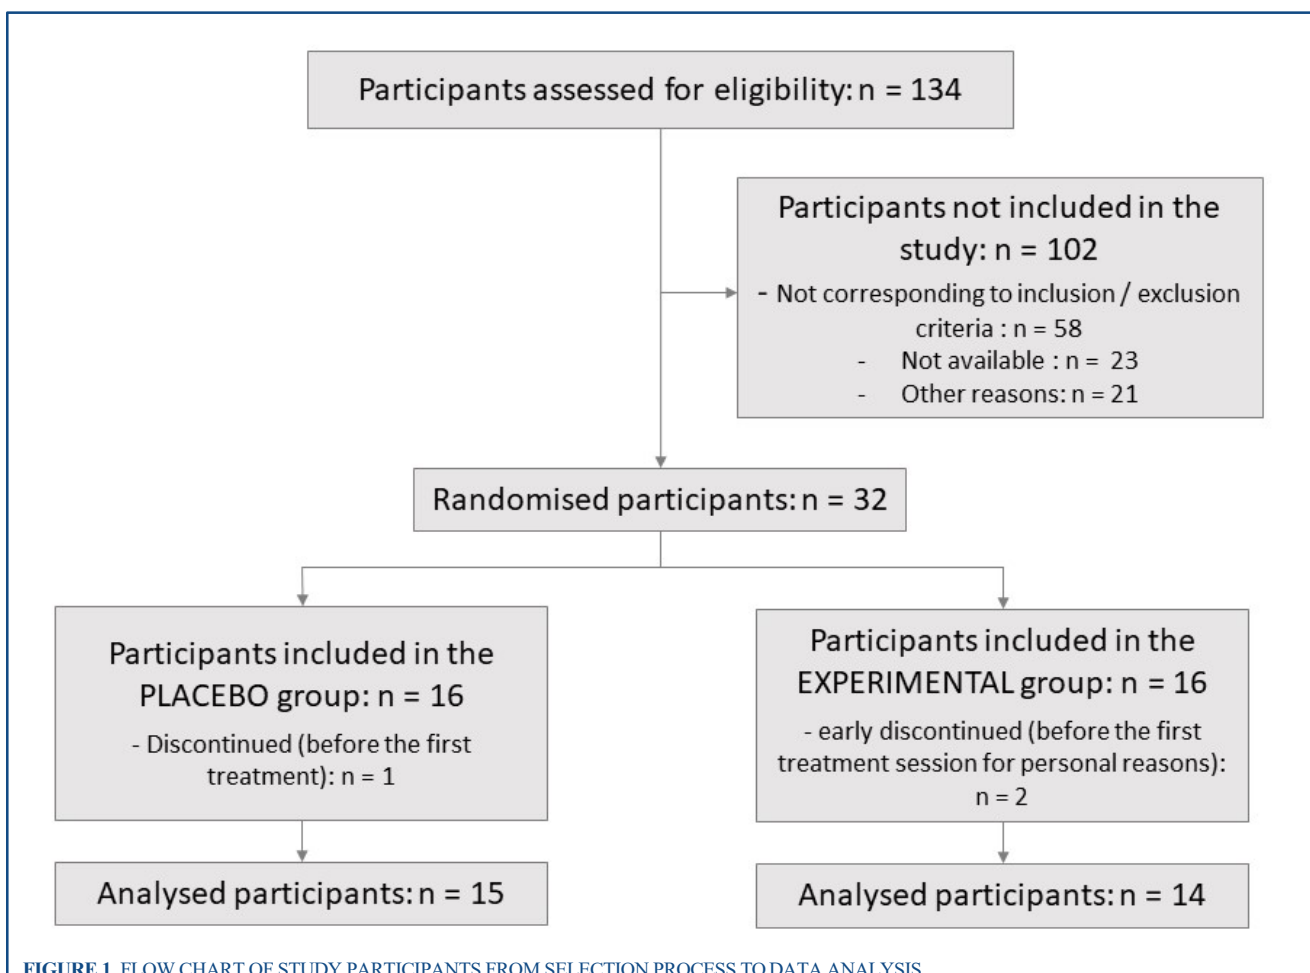 Participants assessed for eligibility: n = 134
Participants not included in the
study: n = 102
- Not corresponding to inclusion / exclusion
criteria : n = 58
- Not available : n = 23
- Other reasons: n = 21
Randomised participants: n = 32
Participants included in the
PLACEBO group: n = 16
- Discontinued (before the first
treatment): n = 1
Participants included in the
EXPERIMENTAL group: n = 16
- early discontinued (before the first
treatment session for personal reasons):
n = 2
Analysed participants: n = 15
Analysed participants: n = 14
FIGURE 1. FLOW CHART OF STUDY PARTICIPANTS FROM SELECTION PROCESS TO DATA ANALYSIS